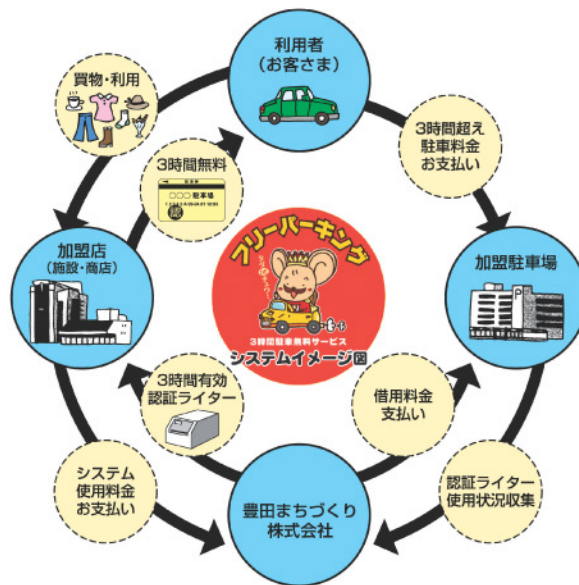 利用者
(お客さま)
買物・利用
3時間超え
駐車料金
お支払い
3時間無料
○○○駐車場
フリーパーキング
加盟店
(施設・商店)
加盟駐車場
3時間駐車無料サービス
システムイメージ図
3時間有効
認証ライター
借用料金
支払い
システム
使用料金
お支払い
豊田まちづくり
株式会社
認証ライター
使用状況収集